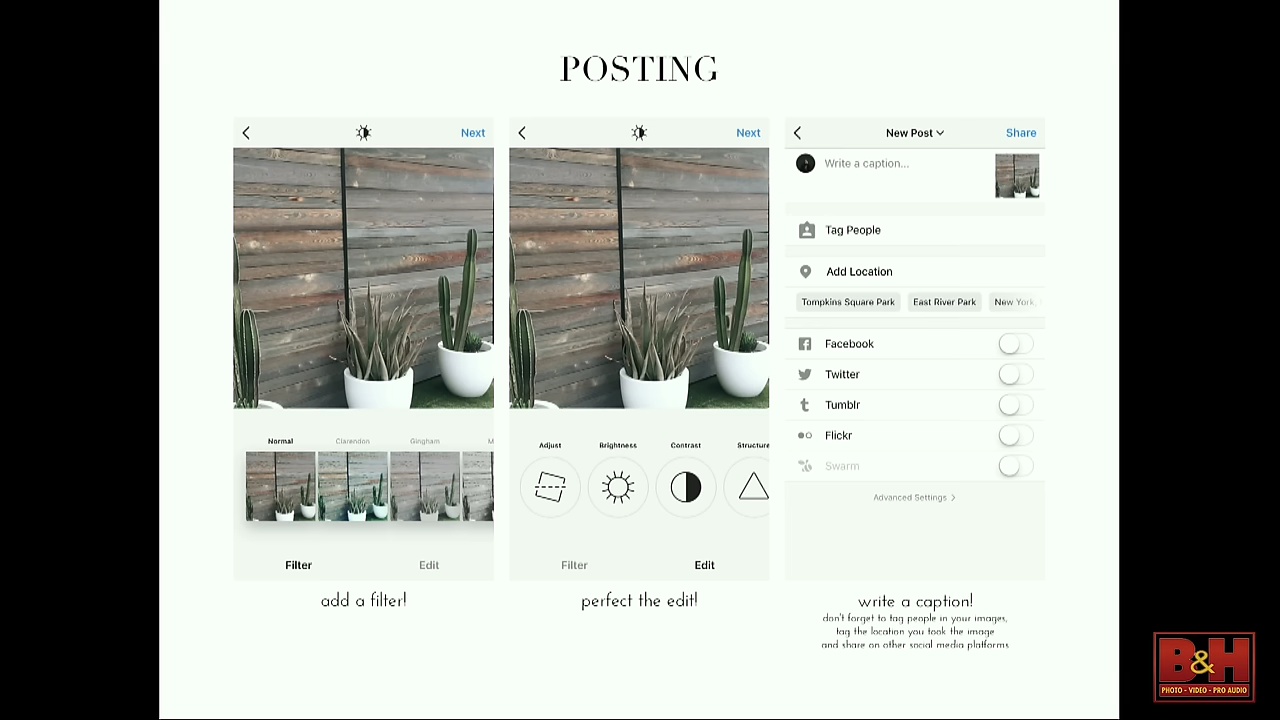 POSTING
Next
Normal Clarendon Gingham M
Filter Edit
add a filter!
Next
Adjust Brightness Contrast Structure
Filter Edit
perfect the edit!
New Post Share
Write a caption...
Tag People
Add Location
Tompkins Square Park East River Park New York,
Facebook
Twitter
Tumblr
Flickr
Swarm
Advanced Settings
write a caption!
don't forget to tag people in your images,
tag the location you took the image
and share on other social media platforms
B&H
PHOTO - VIDEO - PRO AUDIO